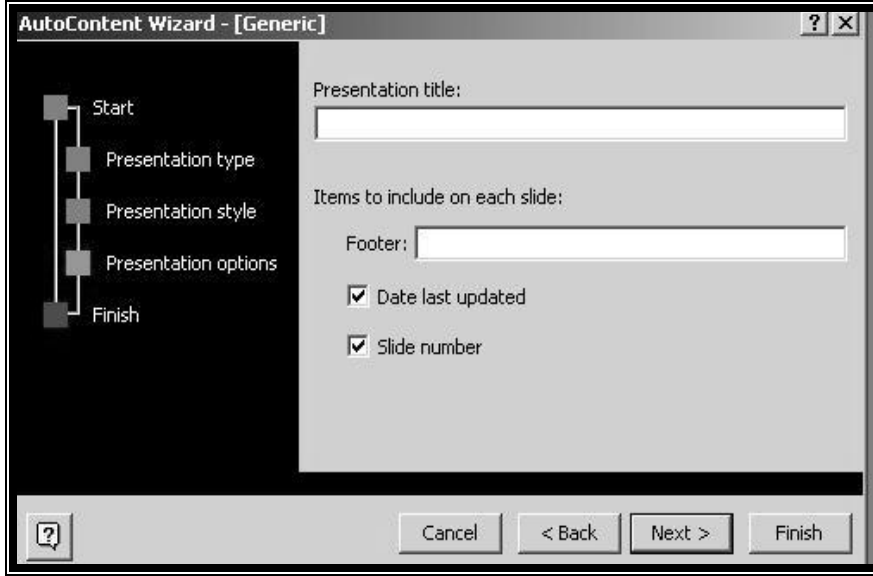 AutoContent Wizard - [Generic]
Start
Presentation type
Presentation style
Presentation options
Finish
Presentation title:
Items to include on each slide:
Footer:
Date last updated
Slide number
Cancel
< Back
Next >
Finish